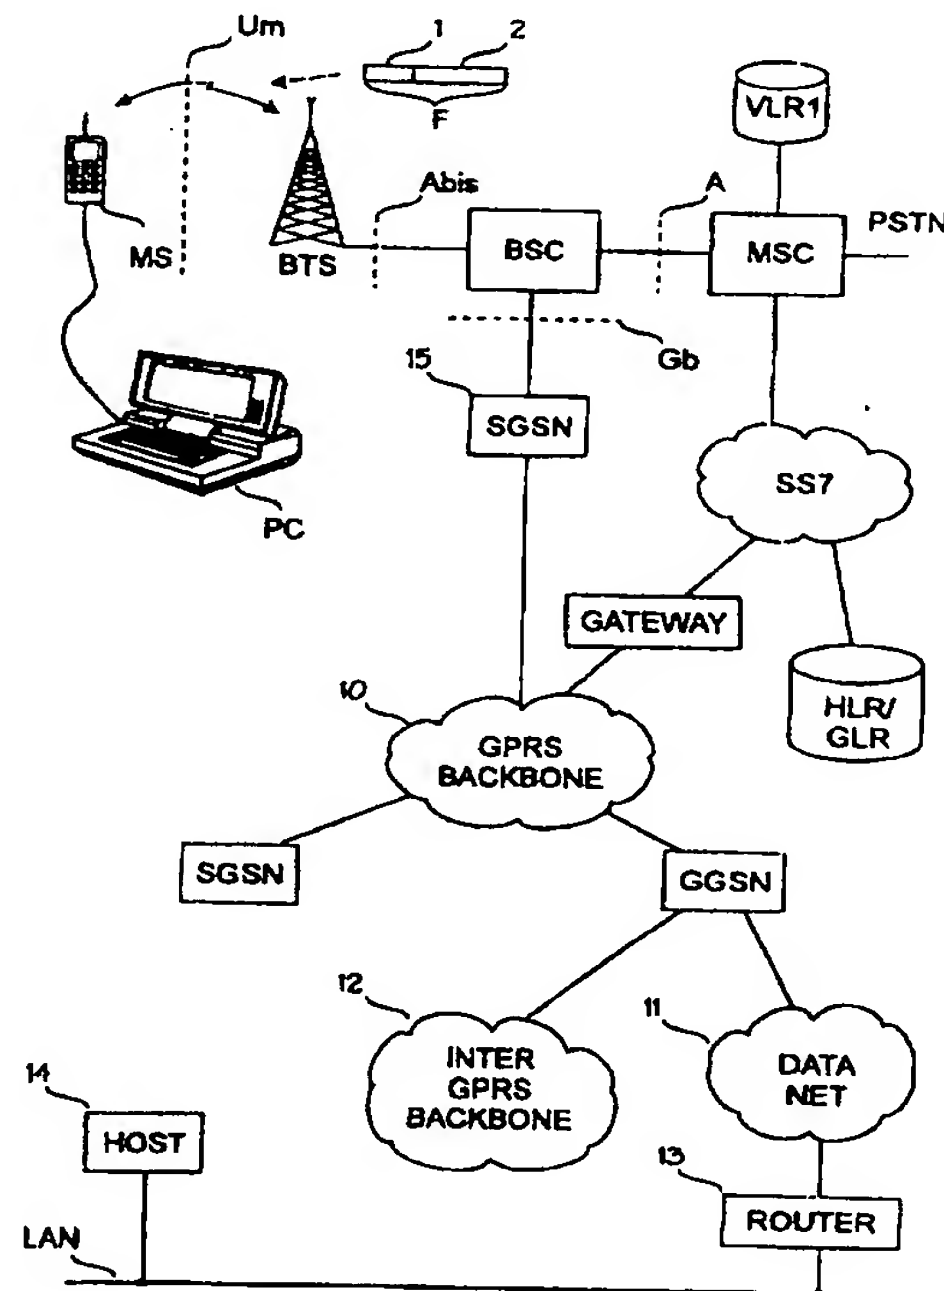 Um
1
2
F
VLR1
Abis
A
PSTN
MS
BTS
BSC
MSC
Gb
15
SGSN
PC
SS7
GATEWAY
10
GPRS
BACKBONE
HLR/
GLR
SGSN
GGSN
12
11
INTER
GPRS
BACKBONE
DATA
NET
14
HOST
13
ROUTER
LAN